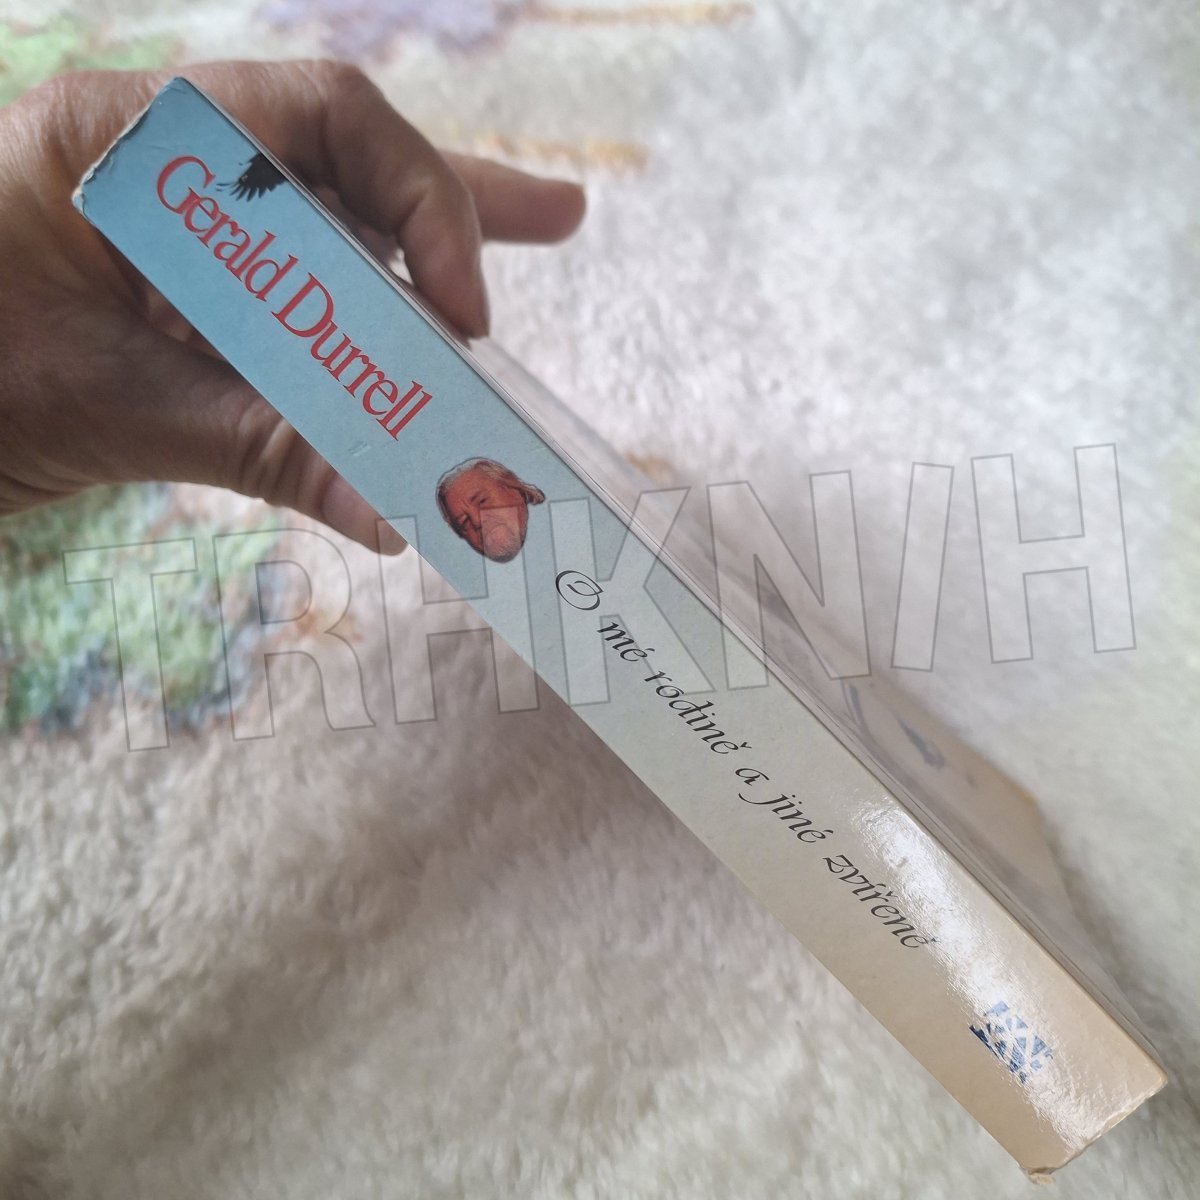 Gerald Durrell
O mé rodině a jiné zvířeně
TRHKNIH